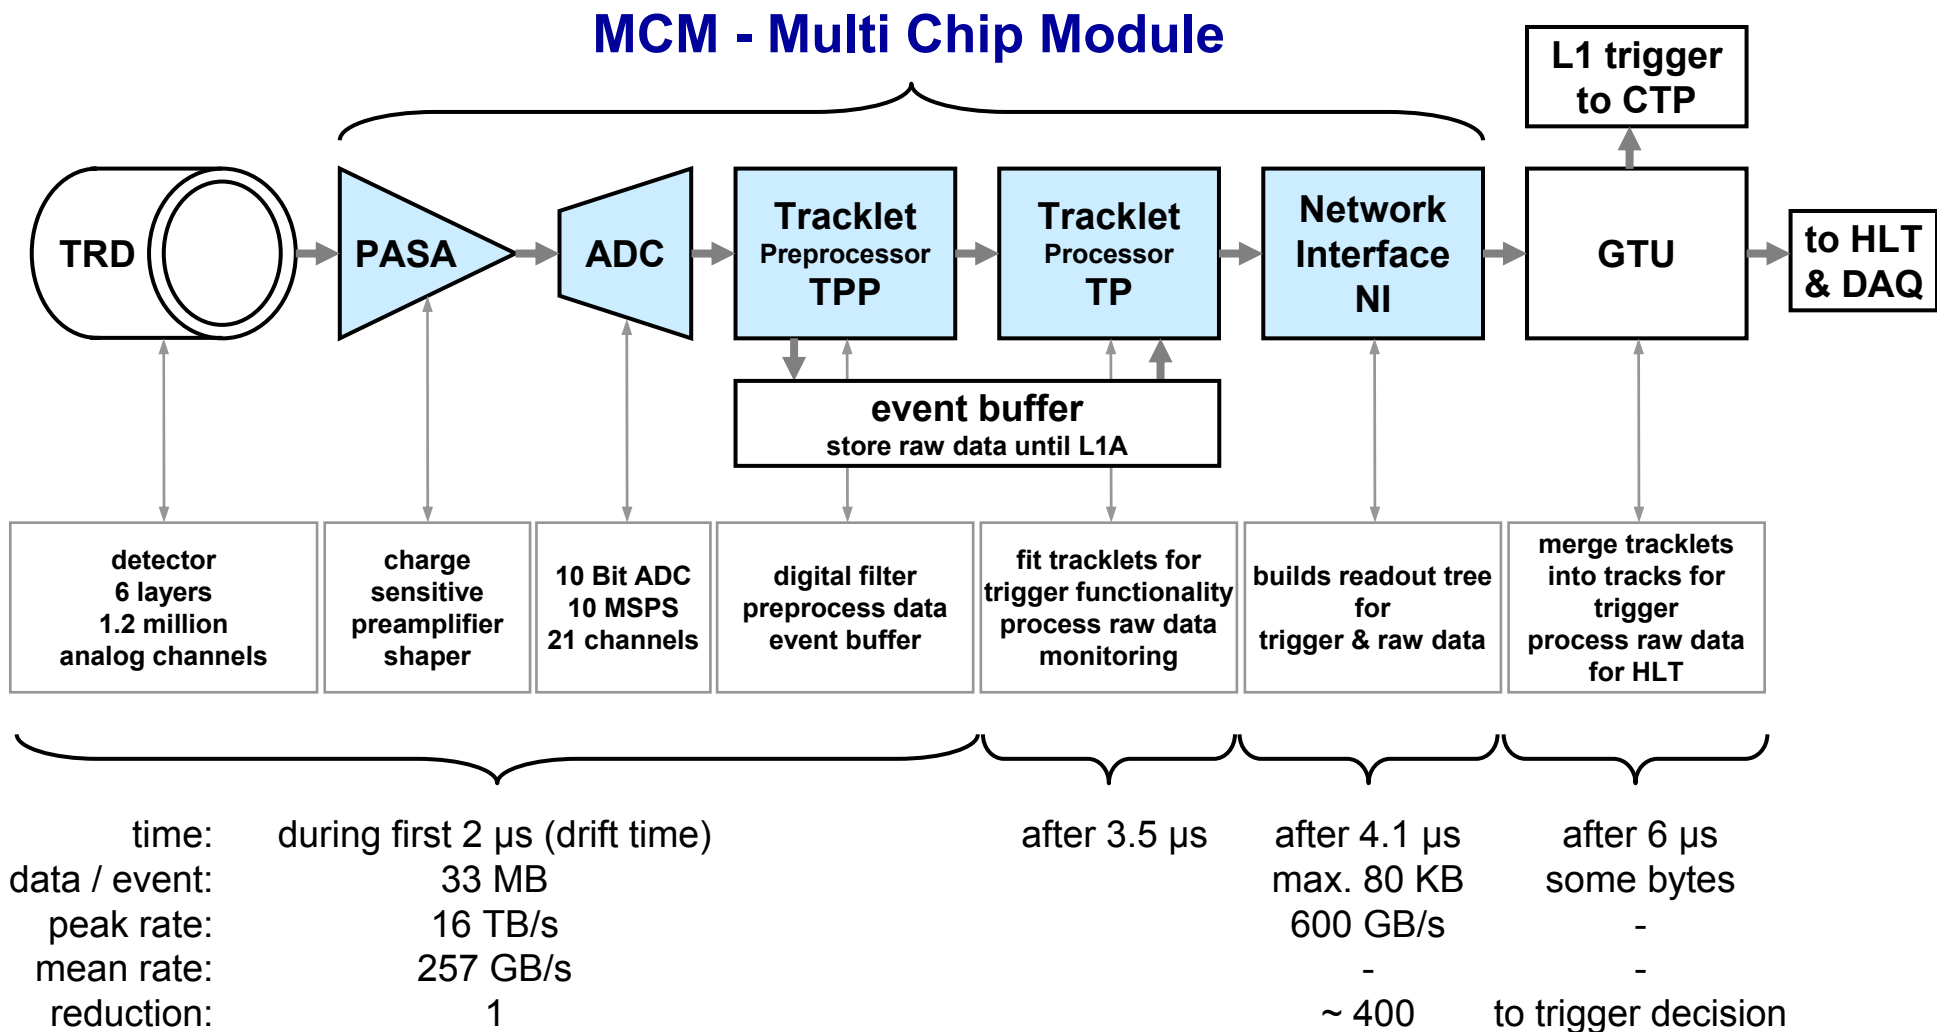 MCM - Multi Chip Module
L1 trigger
to CTP
TRD
PASA
ADC
Tracklet
Preprocessor
TPP
Tracklet
Processor
TP
Network
Interface
NI
GTU
to HLT
& DAQ
event buffer
store raw data until L1A
detector
6 layers
1.2 million
analog channels
charge
sensitive
preamplifier
shaper
10 Bit ADC
10 MSPS
21 channels
digital filter
preprocess data
event buffer
fit tracklets for
trigger functionality
process raw data
monitoring
builds readout tree
for
trigger & raw data
merge tracklets
into tracks for
trigger
process raw data
for HLT
time: during first 2 µs (drift time) after 3.5 µs after 4.1 µs after 6 µs
data / event: 33 MB max. 80 KB some bytes
peak rate: 16 TB/s 600 GB/s -
mean rate: 257 GB/s - -
reduction: 1 ~ 400 to trigger decision